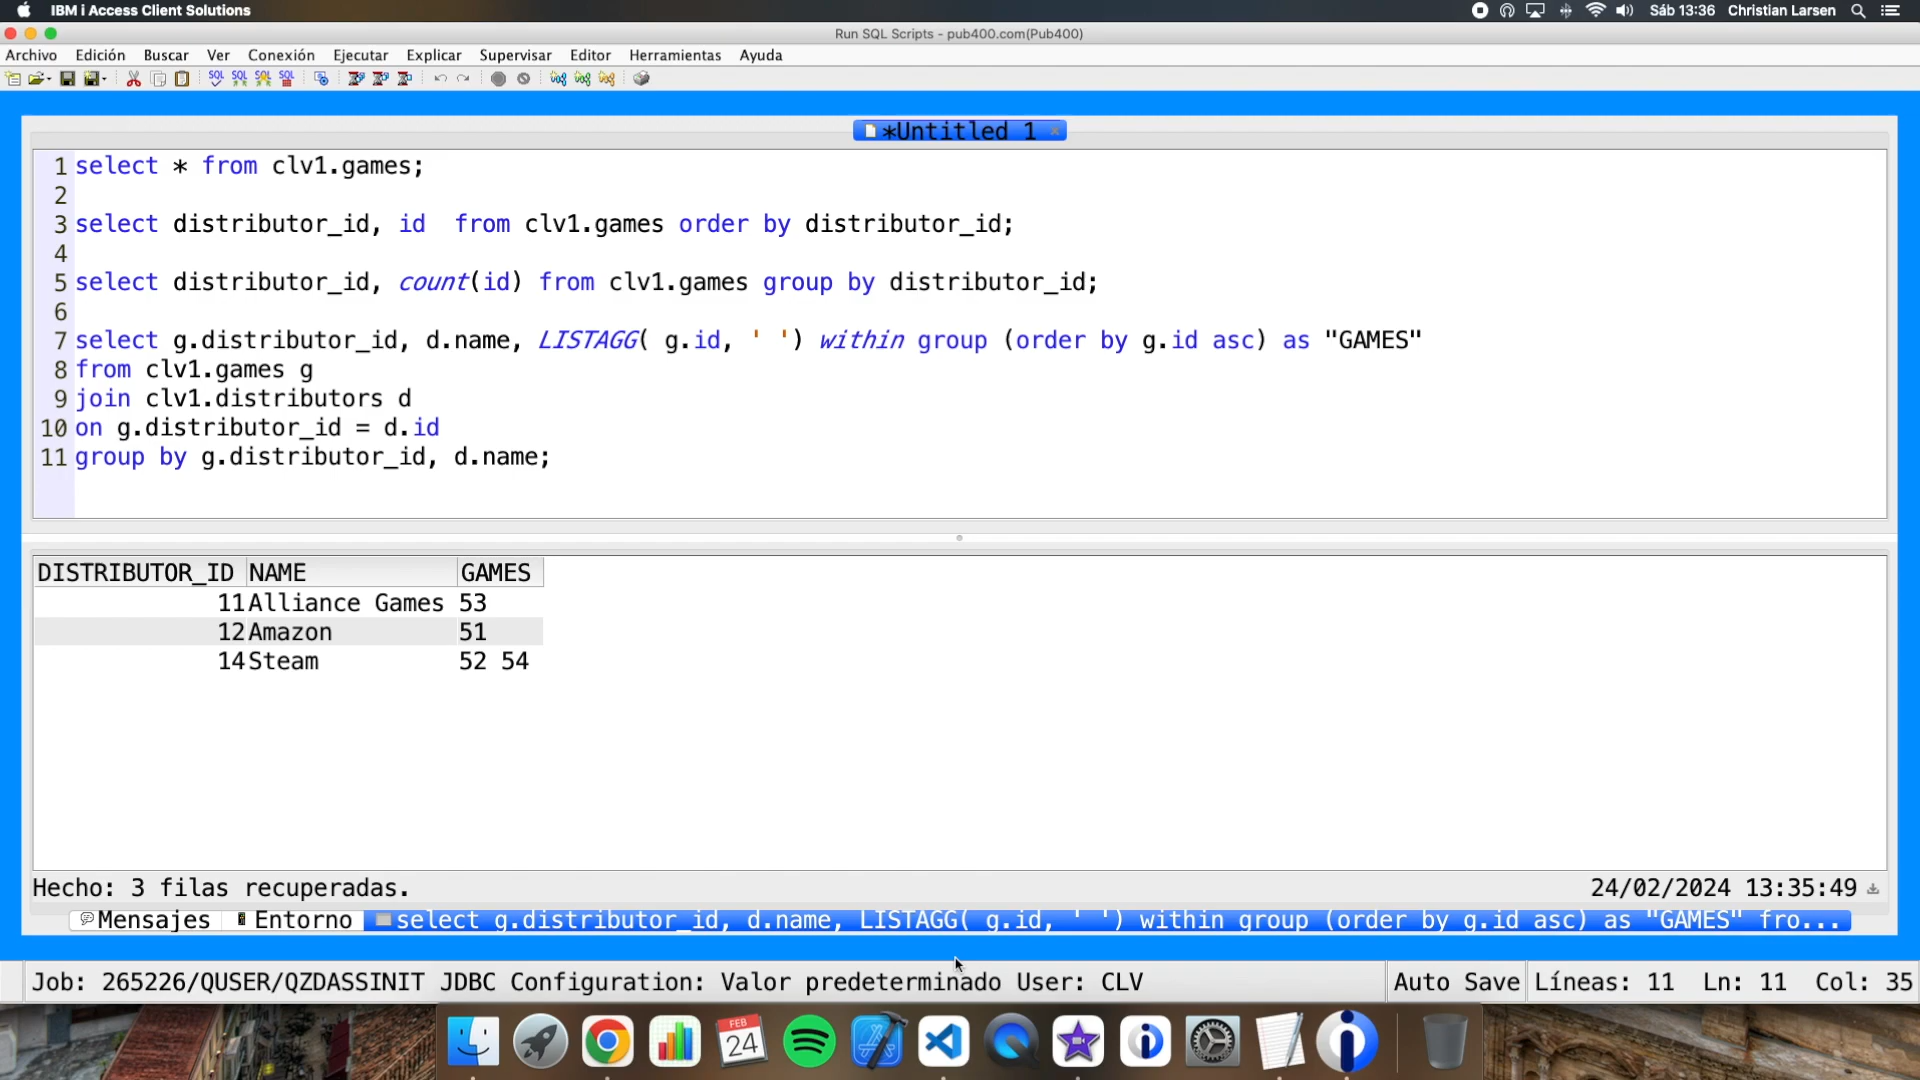 IBM i Access Client Solutions
Sáb 13:36 Christian Larsen
Run SQL Scripts - pub400.com(Pub400)
Archivo Edición Buscar Ver Conexión Ejecutar Explicar Supervisar Editor Herramientas Ayuda
SQL SQL SQL SQL
*Untitled 1
1 select * from clv1.games;
2
3 select distributor_id, id  from clv1.games order by distributor_id;
4
5 select distributor_id, count(id) from clv1.games group by distributor_id;
6
7 select g.distributor_id, d.name, LISTAGG( g.id, ' ') within group (order by g.id asc) as "GAMES"
8 from clv1.games g
9 join clv1.distributors d
10 on g.distributor_id = d.id
11 group by g.distributor_id, d.name;
DISTRIBUTOR_ID NAME GAMES
11 Alliance Games 53
12 Amazon 51
14 Steam 52 54
Hecho: 3 filas recuperadas.
24/02/2024 13:35:49
Mensajes Entorno select g.distributor_id, d.name, LISTAGG( g.id, ' ') within group (order by g.id asc) as "GAMES" fro...
Job: 265226/QUSER/QZDASSINIT JDBC Configuration: Valor predeterminado User: CLV
Auto Save Líneas: 11 Ln: 11 Col: 35
FEB
24